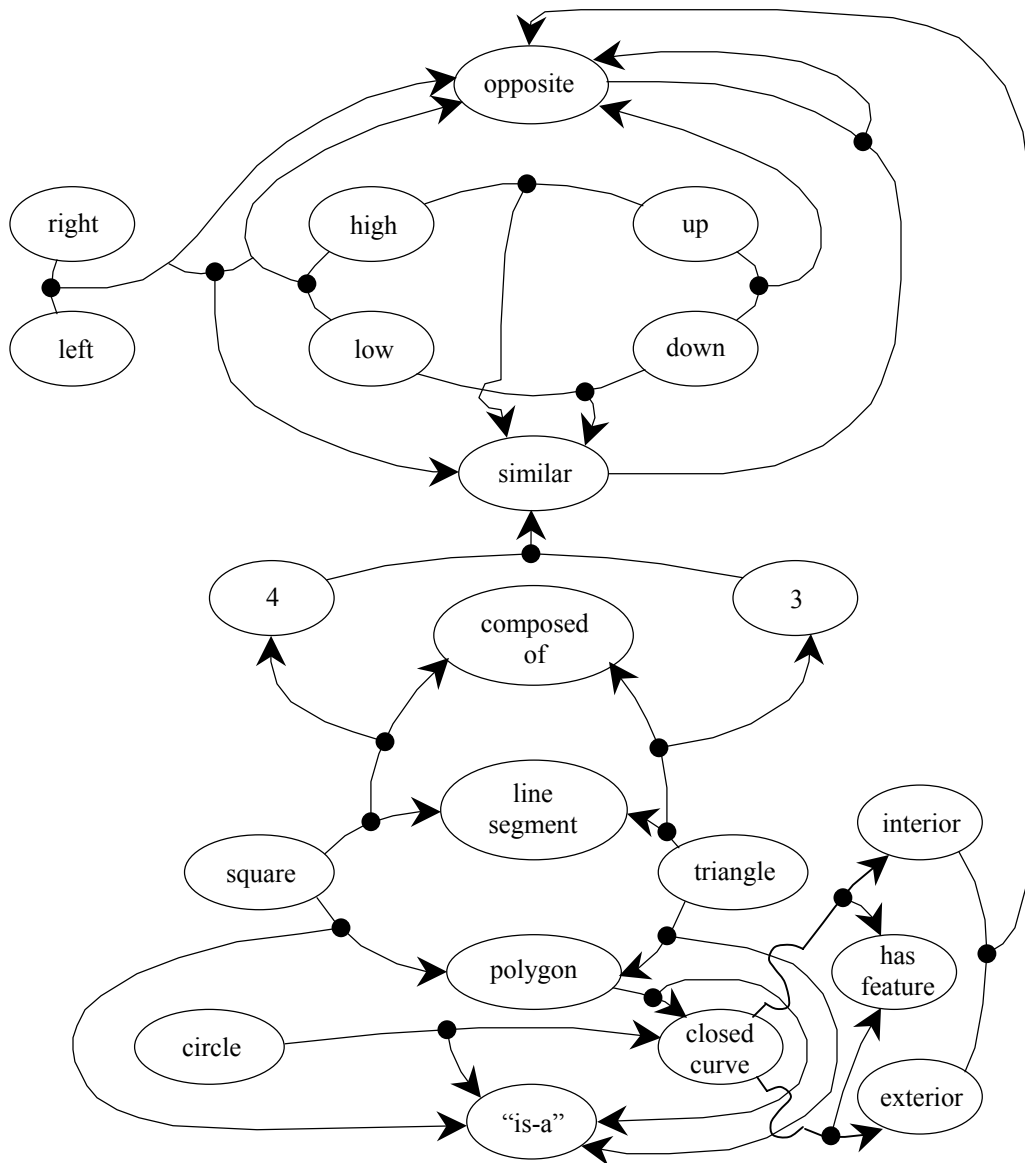 opposite
right
high
up
left
low
down
similar
4
3
composed
of
line
segment
interior
square
triangle
has
feature
polygon
circle
closed
curve
exterior
“is-a”